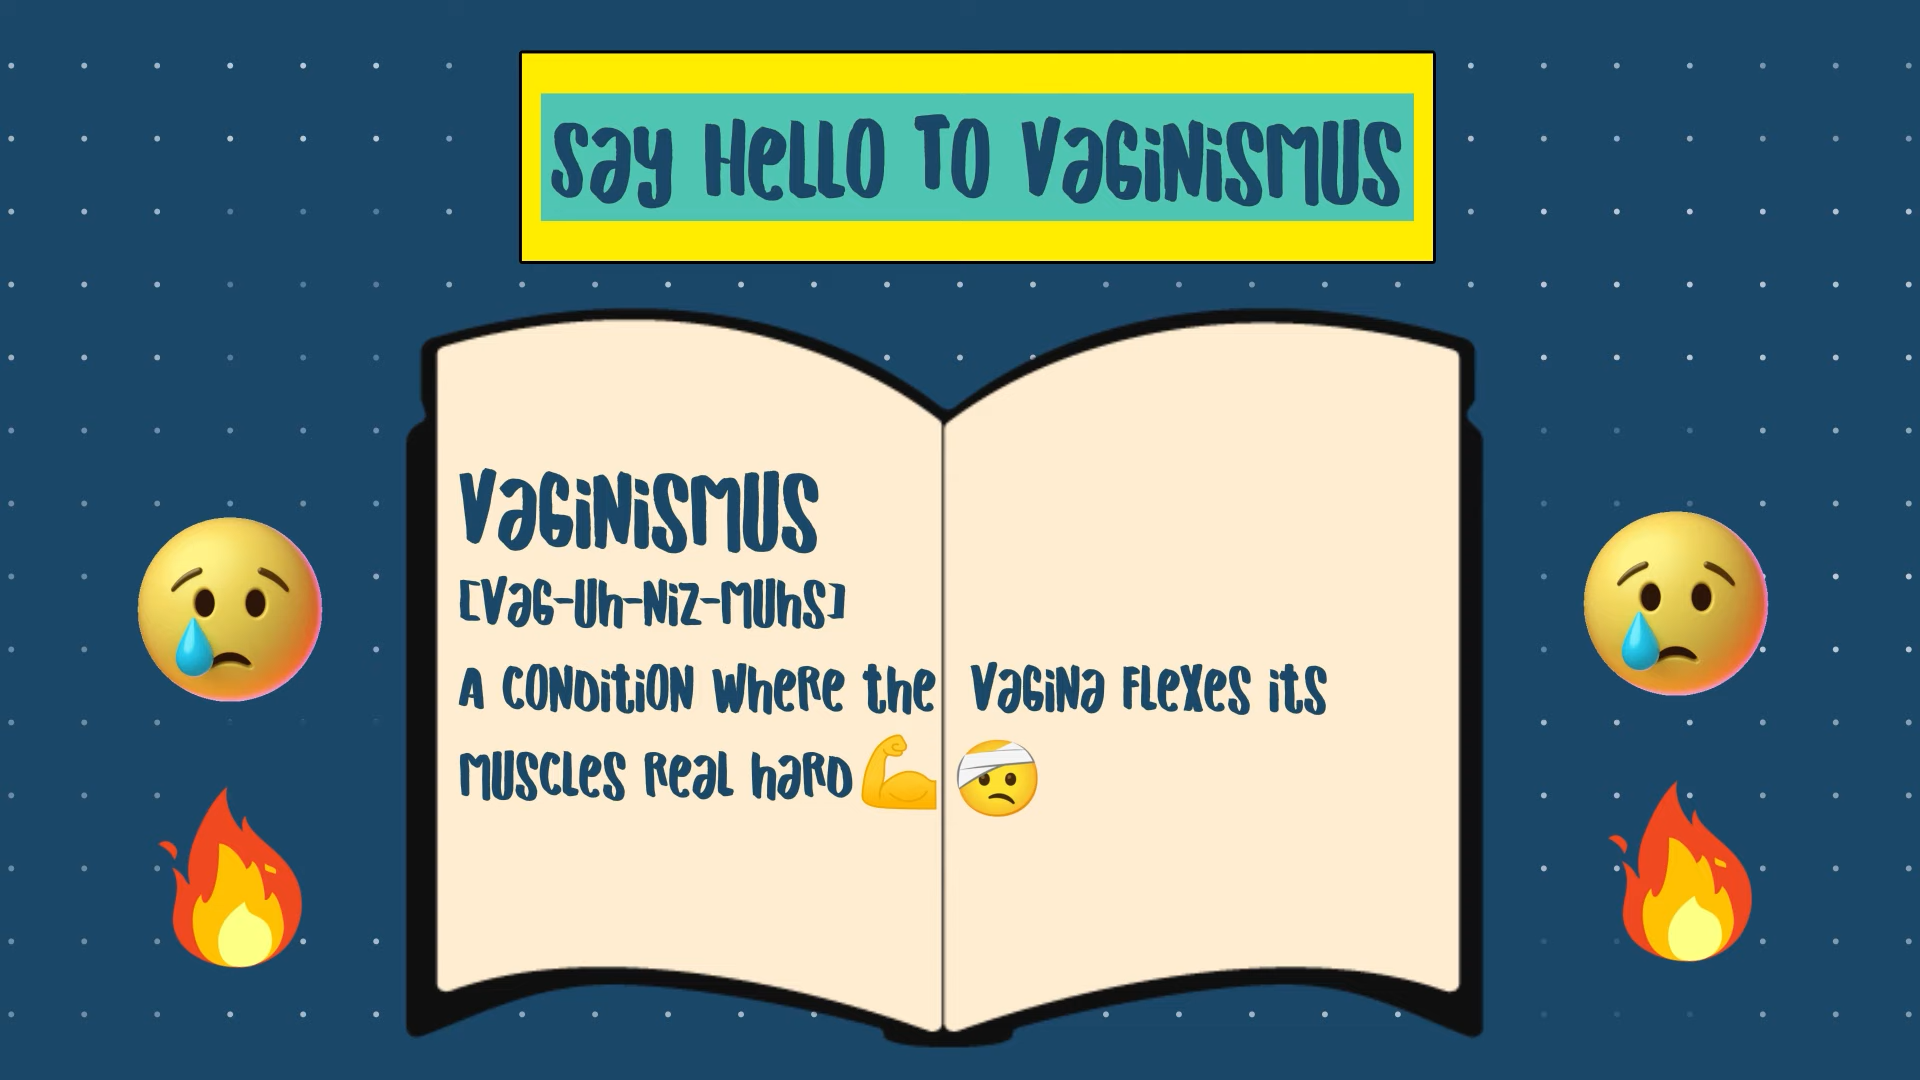 Say Hello to Vaginismus
Vaginismus
[Vag-Uh-Niz-Muhs]
A condition where the vagina flexes its
muscles real hard💪🤕